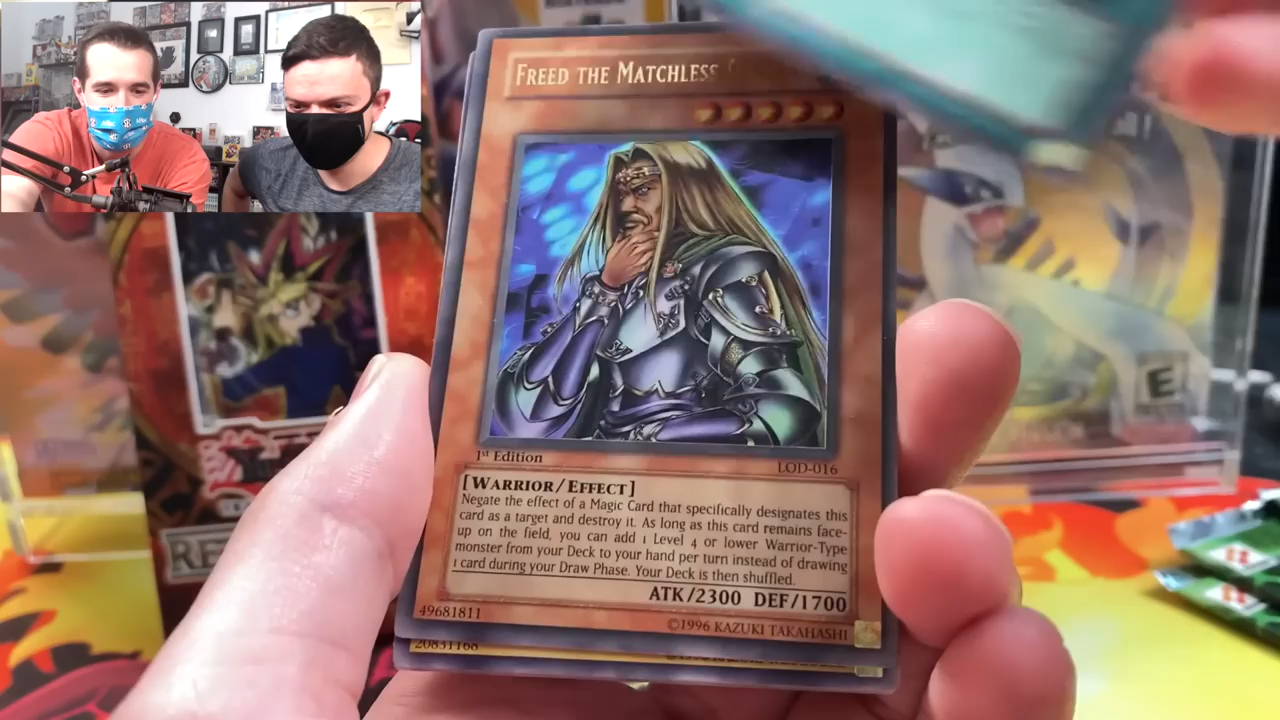 FREED THE MATCHLESS
1st Edition
LOD-016
[WARRIOR/EFFECT]
Negate the effect of a Magic Card that specifically designates this
card as a target and destroy it. As long as this card remains face-
up on the field, you can add 1 Level 4 or lower Warrior-Type
monster from your Deck to your hand per turn instead of drawing
1 card during your Draw Phase. Your Deck is then shuffled.
ATK/2300 DEF/1700
49681811
©1996 KAZUKI TAKAHASHI
20831168
E